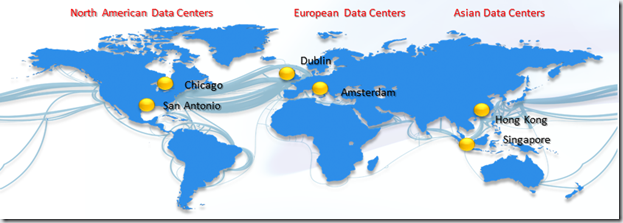 North American Data Centers
European Data Centers
Asian Data Centers
Dublin
Chicago
Amsterdam
San Antonio
Hong Kong
Singapore